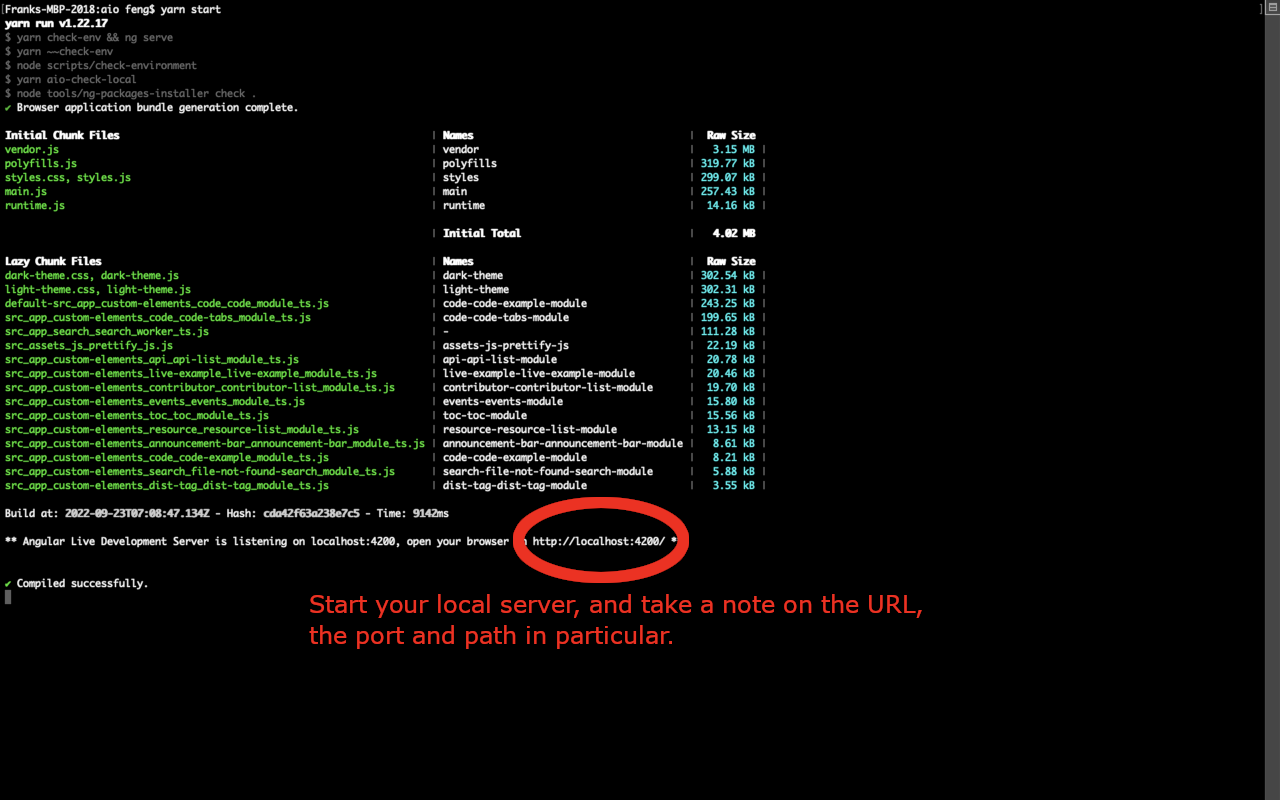 [Franks-MBP-2018:aio feng$ yarn start ]
yarn run v1.22.17
$ yarn check-env && ng serve
$ yarn ~~check-env
$ node scripts/check-environment
$ yarn aio-check-local
$ node tools/ng-packages-installer check .
✔ Browser application bundle generation complete.
Initial Chunk Files | Names | Raw Size
vendor.js | vendor | 3.15 MB |
polyfills.js | polyfills | 319.77 kB |
styles.css, styles.js | styles | 299.07 kB |
main.js | main | 257.43 kB |
runtime.js | runtime | 14.16 kB |
| Initial Total | 4.02 MB
Lazy Chunk Files | Names | Raw Size
dark-theme.css, dark-theme.js | dark-theme | 302.54 kB |
light-theme.css, light-theme.js | light-theme | 302.31 kB |
default-src_app_custom-elements_code_code_module_ts.js | code-code-example-module | 243.25 kB |
src_app_custom-elements_code_code-tabs_module_ts.js | code-code-tabs-module | 199.65 kB |
src_app_search_search_worker_ts.js | - | 111.28 kB |
src_assets_js_prettify_js.js | assets-js-prettify-js | 22.19 kB |
src_app_custom-elements_api_api-list_module_ts.js | api-api-list-module | 20.78 kB |
src_app_custom-elements_live-example_live-example_module_ts.js | live-example-live-example-module | 20.46 kB |
src_app_custom-elements_contributor_contributor-list_module_ts.js | contributor-contributor-list-module | 19.70 kB |
src_app_custom-elements_events_events_module_ts.js | events-events-module | 15.80 kB |
src_app_custom-elements_toc_toc_module_ts.js | toc-toc-module | 15.56 kB |
src_app_custom-elements_resource_resource-list_module_ts.js | resource-resource-list-module | 13.15 kB |
src_app_custom-elements_announcement-bar_announcement-bar_module_ts.js | announcement-bar-announcement-bar-module | 8.61 kB |
src_app_custom-elements_code_code-example_module_ts.js | code-code-example-module | 8.21 kB |
src_app_custom-elements_search_file-not-found-search_module_ts.js | search-file-not-found-search-module | 5.88 kB |
src_app_custom-elements_dist-tag_dist-tag_module_ts.js | dist-tag-dist-tag-module | 3.55 kB |
Build at: 2022-09-23T07:08:47.134Z - Hash: cda42f63a238e7c5 - Time: 9142ms
** Angular Live Development Server is listening on localhost:4200, open your browser http://localhost:4200/ *
✔ Compiled successfully.
Start your local server, and take a note on the URL,
the port and path in particular.